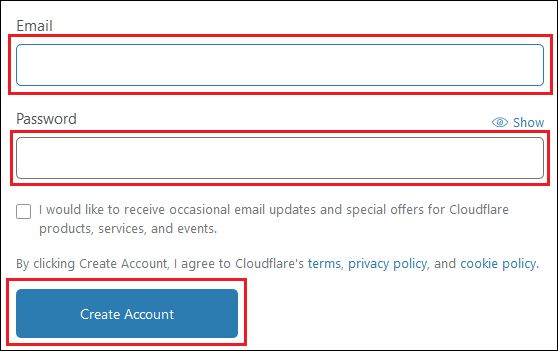 Email
Password
Show
I would like to receive occasional email updates and special offers for Cloudflare
products, services, and events.
By clicking Create Account, I agree to Cloudflare's terms, privacy policy, and cookie policy.
Create Account